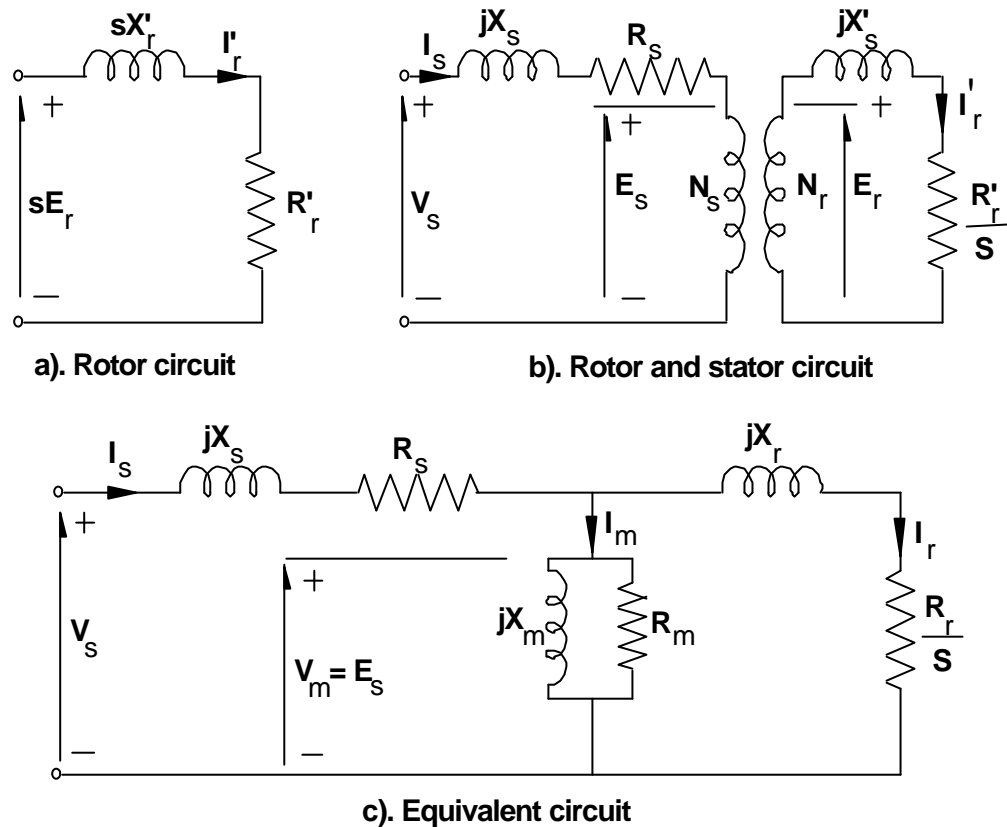 sX'r
I'r
+
sEr
R'r
−
a). Rotor circuit
jXs
Is
Rs
jX's
+
+
+
I'r
Vs
Es
Ns
Nr
Er
R'r
S
−
−
−
b). Rotor and stator circuit
jXs
Is
Rs
jXr
+
Im
Ir
+
Vs
Vm = Es
jXm
Rm
Rr
S
−
−
c). Equivalent circuit